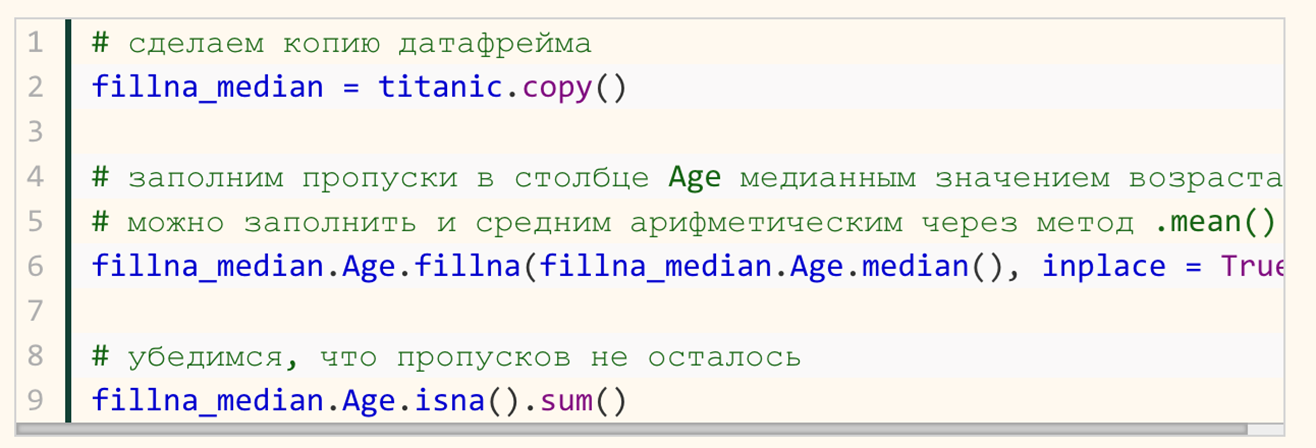 1 # сделаем копию датафрейма
2 fillna_median = titanic.copy()
3
4 # заполним пропуски в столбце Age медианным значением возраста
5 # можно заполнить и средним арифметическим через метод .mean()
6 fillna_median.Age.fillna(fillna_median.Age.median(), inplace = True
7
8 # убедимся, что пропусков не осталось
9 fillna_median.Age.isna().sum()